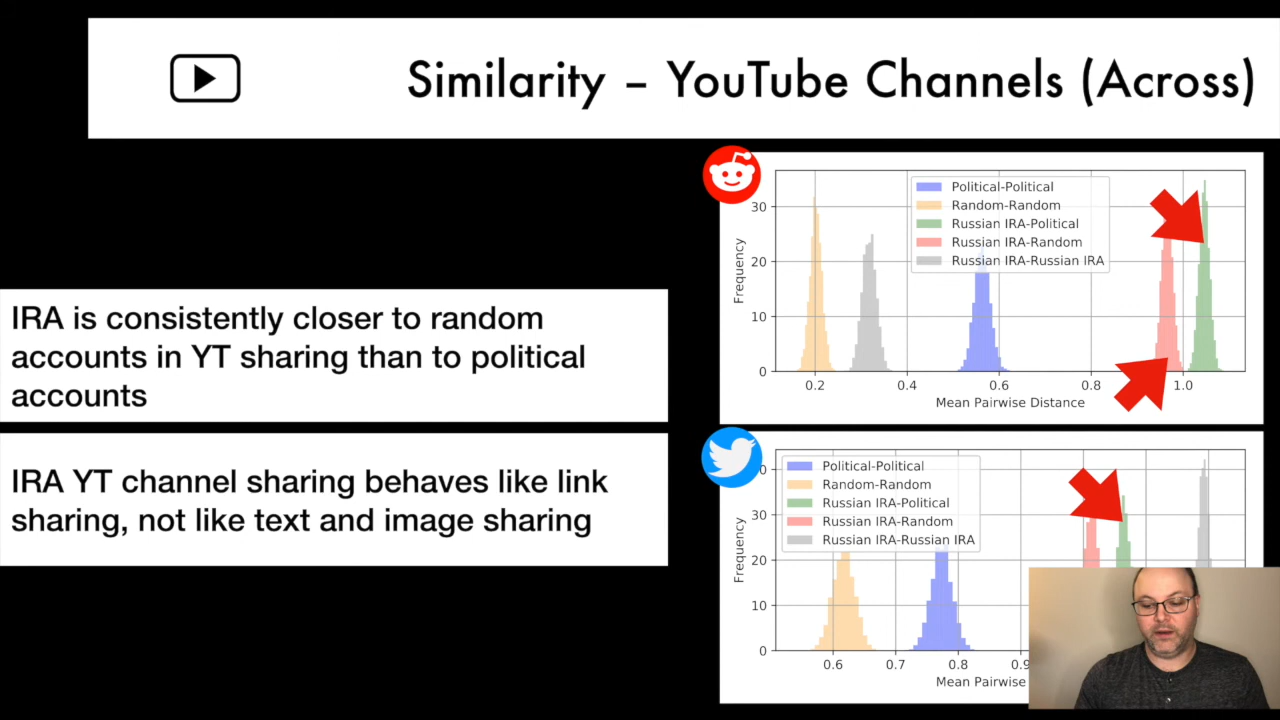 Similarity – YouTube Channels (Across)
IRA is consistently closer to random
accounts in YT sharing than to political
accounts
IRA YT channel sharing behaves like link
sharing, not like text and image sharing
Political-Political
Random-Random
Russian IRA-Political
Russian IRA-Random
Russian IRA-Russian IRA
Frequency
30
20
10
0
0.2 0.4 0.6 0.8 1.0
Mean Pairwise Distance
Political-Political
Random-Random
Russian IRA-Political
Russian IRA-Random
Russian IRA-Russian IRA
Frequency
30
20
10
0
0.6 0.7 0.8
Mean Pairwise